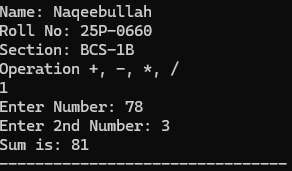 Name: Naqeebullah
Roll No: 25P-0660
Section: BCS-1B
Operation +, -, *, /
1
Enter Number: 78
Enter 2nd Number: 3
Sum is: 81
--------------------------------